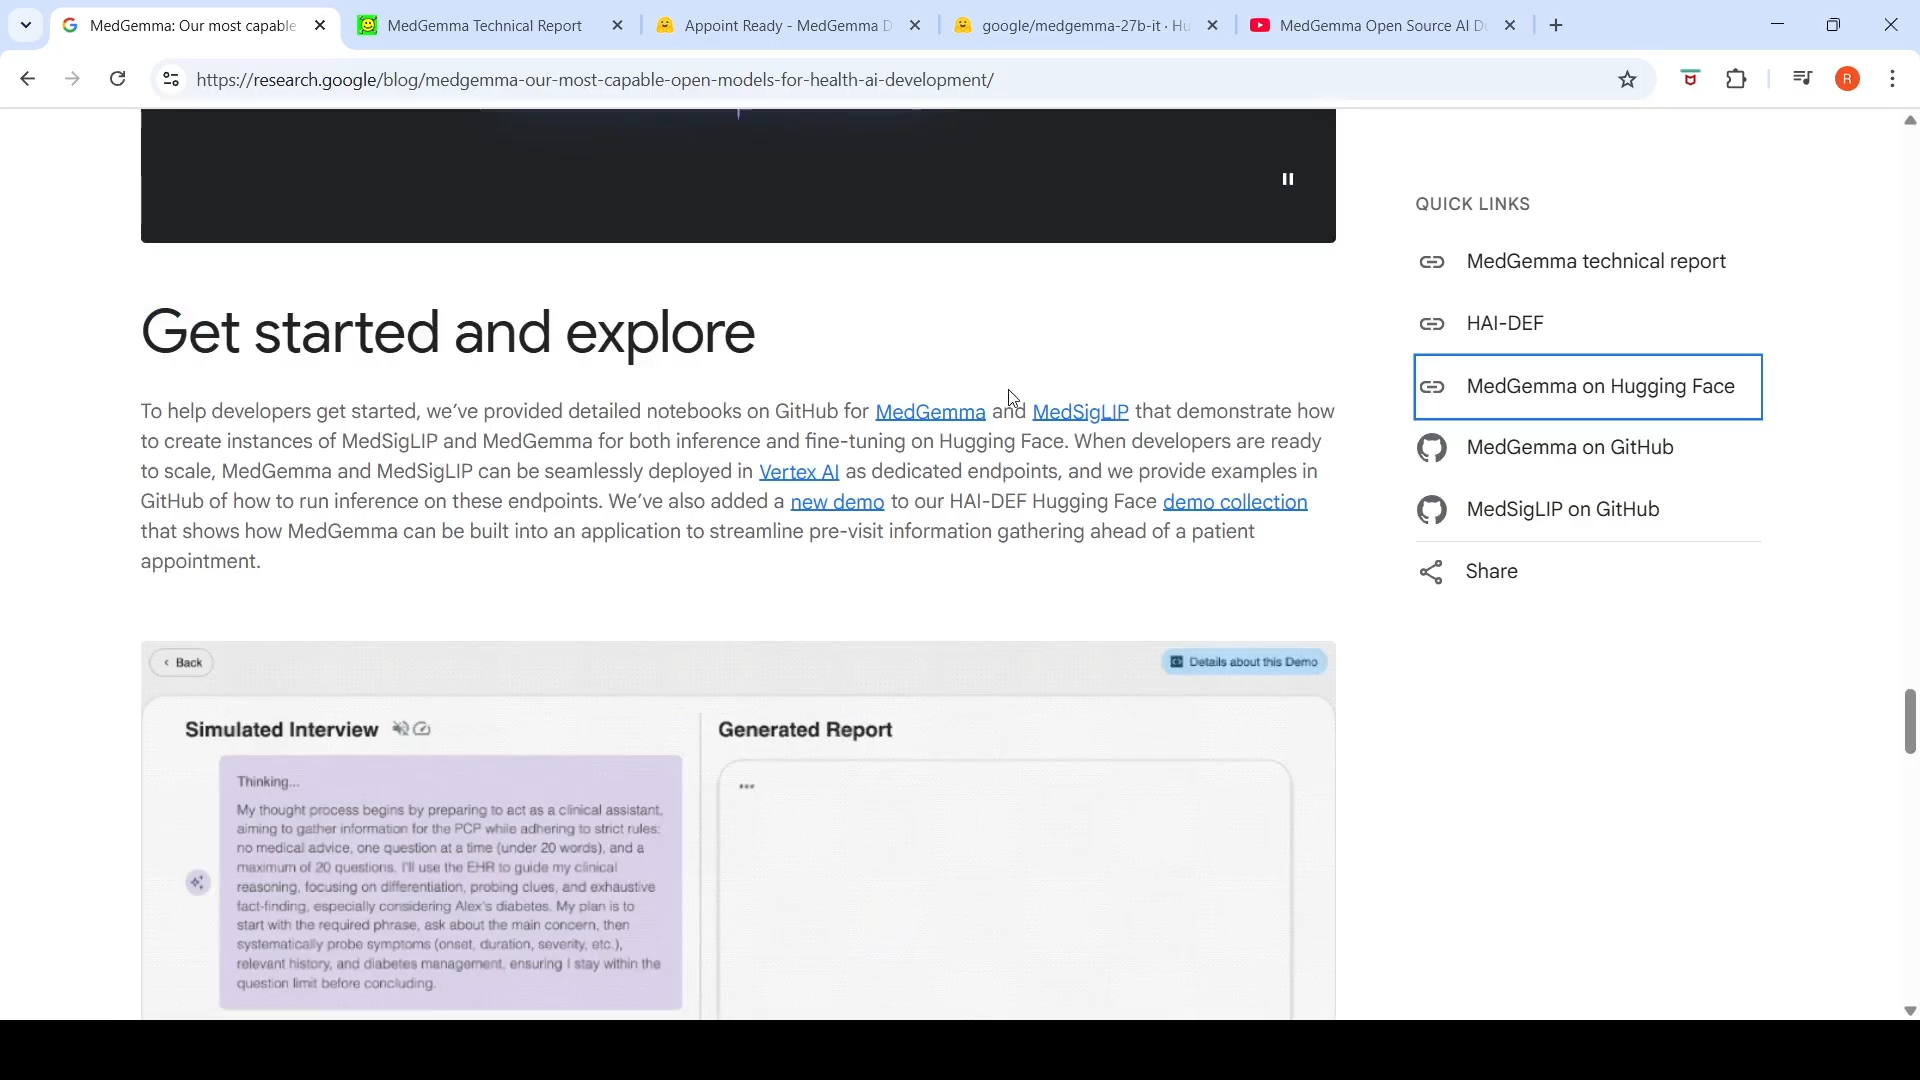 MedGemma: Our most capable
MedGemma Technical Report
Appoint Ready - MedGemma D
google/medgemma-27b-it · Hu
MedGemma Open Source AI De
https://research.google/blog/medgemma-our-most-capable-open-models-for-health-ai-development/
R
Get started and explore
To help developers get started, we’ve provided detailed notebooks on GitHub for MedGemma and MedSigLIP that demonstrate how
to create instances of MedSigLIP and MedGemma for both inference and fine-tuning on Hugging Face. When developers are ready
to scale, MedGemma and MedSigLIP can be seamlessly deployed in Vertex AI as dedicated endpoints, and we provide examples in
GitHub of how to run inference on these endpoints. We’ve also added a new demo to our HAI-DEF Hugging Face demo collection
that shows how MedGemma can be built into an application to streamline pre-visit information gathering ahead of a patient
appointment.
QUICK LINKS
MedGemma technical report
HAI-DEF
MedGemma on Hugging Face
MedGemma on GitHub
MedSigLIP on GitHub
Share
‹ Back
Details about this Demo
Simulated Interview
Thinking...
My thought process begins by preparing to act as a clinical assistant,
aiming to gather information for the PCP while adhering to strict rules:
no medical advice, one question at a time (under 20 words), and a
maximum of 20 questions. I'll use the EHR to guide my clinical
reasoning, focusing on differentiation, probing clues, and exhaustive
fact-finding, especially considering Alex's diabetes. My plan is to
start with the required phrase, ask about the main concern, then
systematically probe symptoms (onset, duration, severity, etc.),
relevant history, and diabetes management, ensuring I stay within the
question limit before concluding.
Generated Report
...